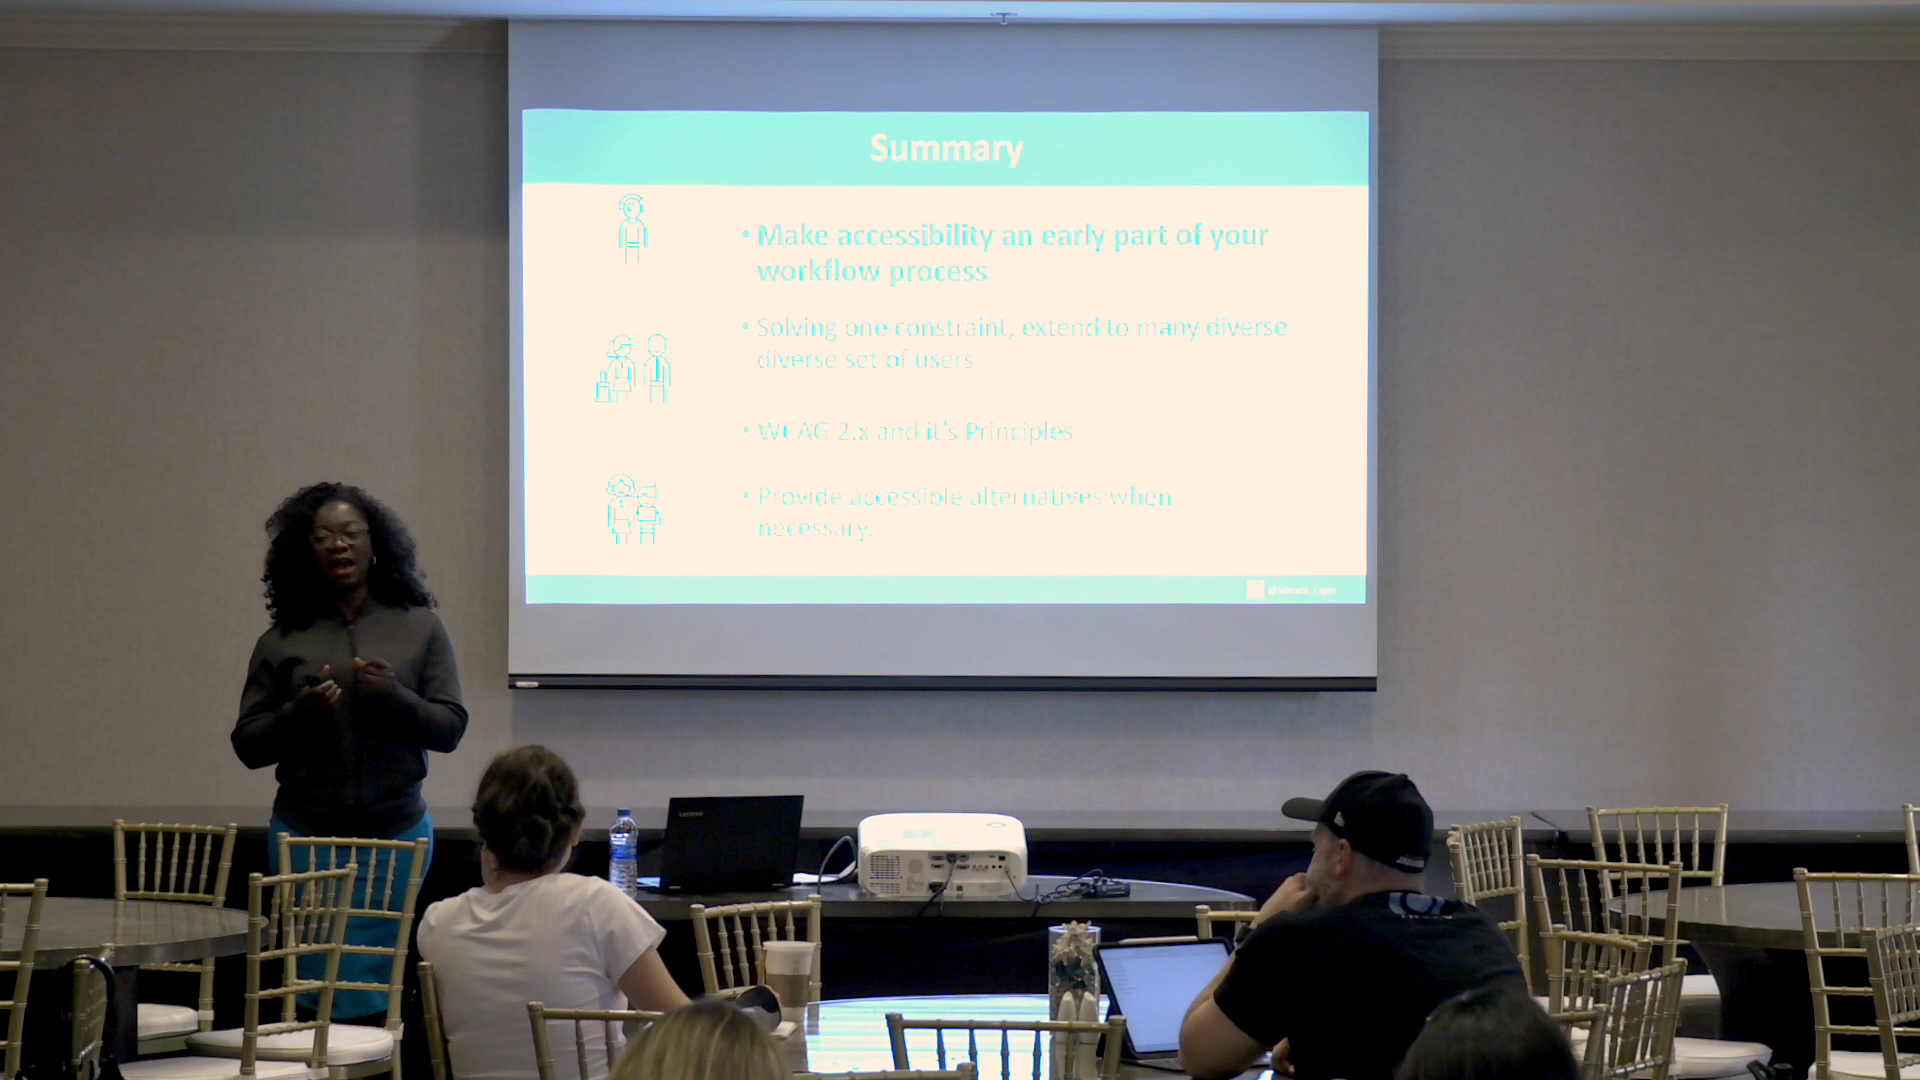 Summary
• Make accessibility an early part of your
workflow process
• Solving one constraint, extend to many diverse
diverse set of users
• WCAG 2.x and it's Principles
• Provide accessible alternatives when
necessary.
Lenovo